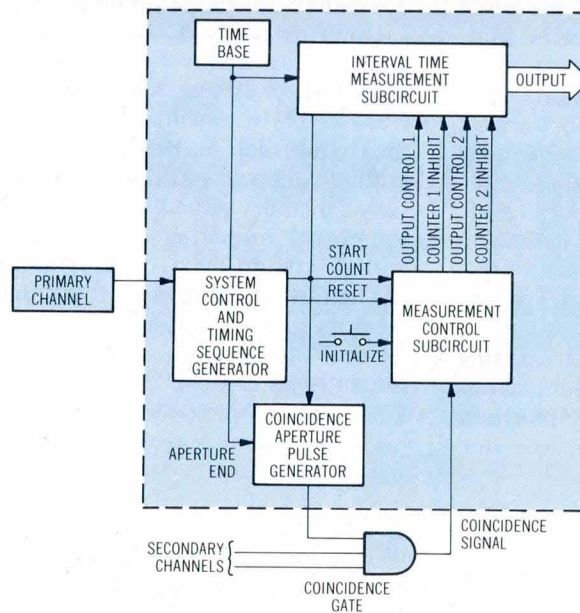 TIME
BASE
INTERVAL TIME
MEASUREMENT
SUBCIRCUIT
OUTPUT
OUTPUT CONTROL 1
COUNTER 1 INHIBIT
OUTPUT CONTROL 2
COUNTER 2 INHIBIT
PRIMARY
CHANNEL
SYSTEM
CONTROL
AND
TIMING
SEQUENCE
GENERATOR
START
COUNT
RESET
INITIALIZE
MEASUREMENT
CONTROL
SUBCIRCUIT
APERTURE
END
COINCIDENCE
APERTURE
PULSE
GENERATOR
SECONDARY
CHANNELS
COINCIDENCE
GATE
COINCIDENCE
SIGNAL